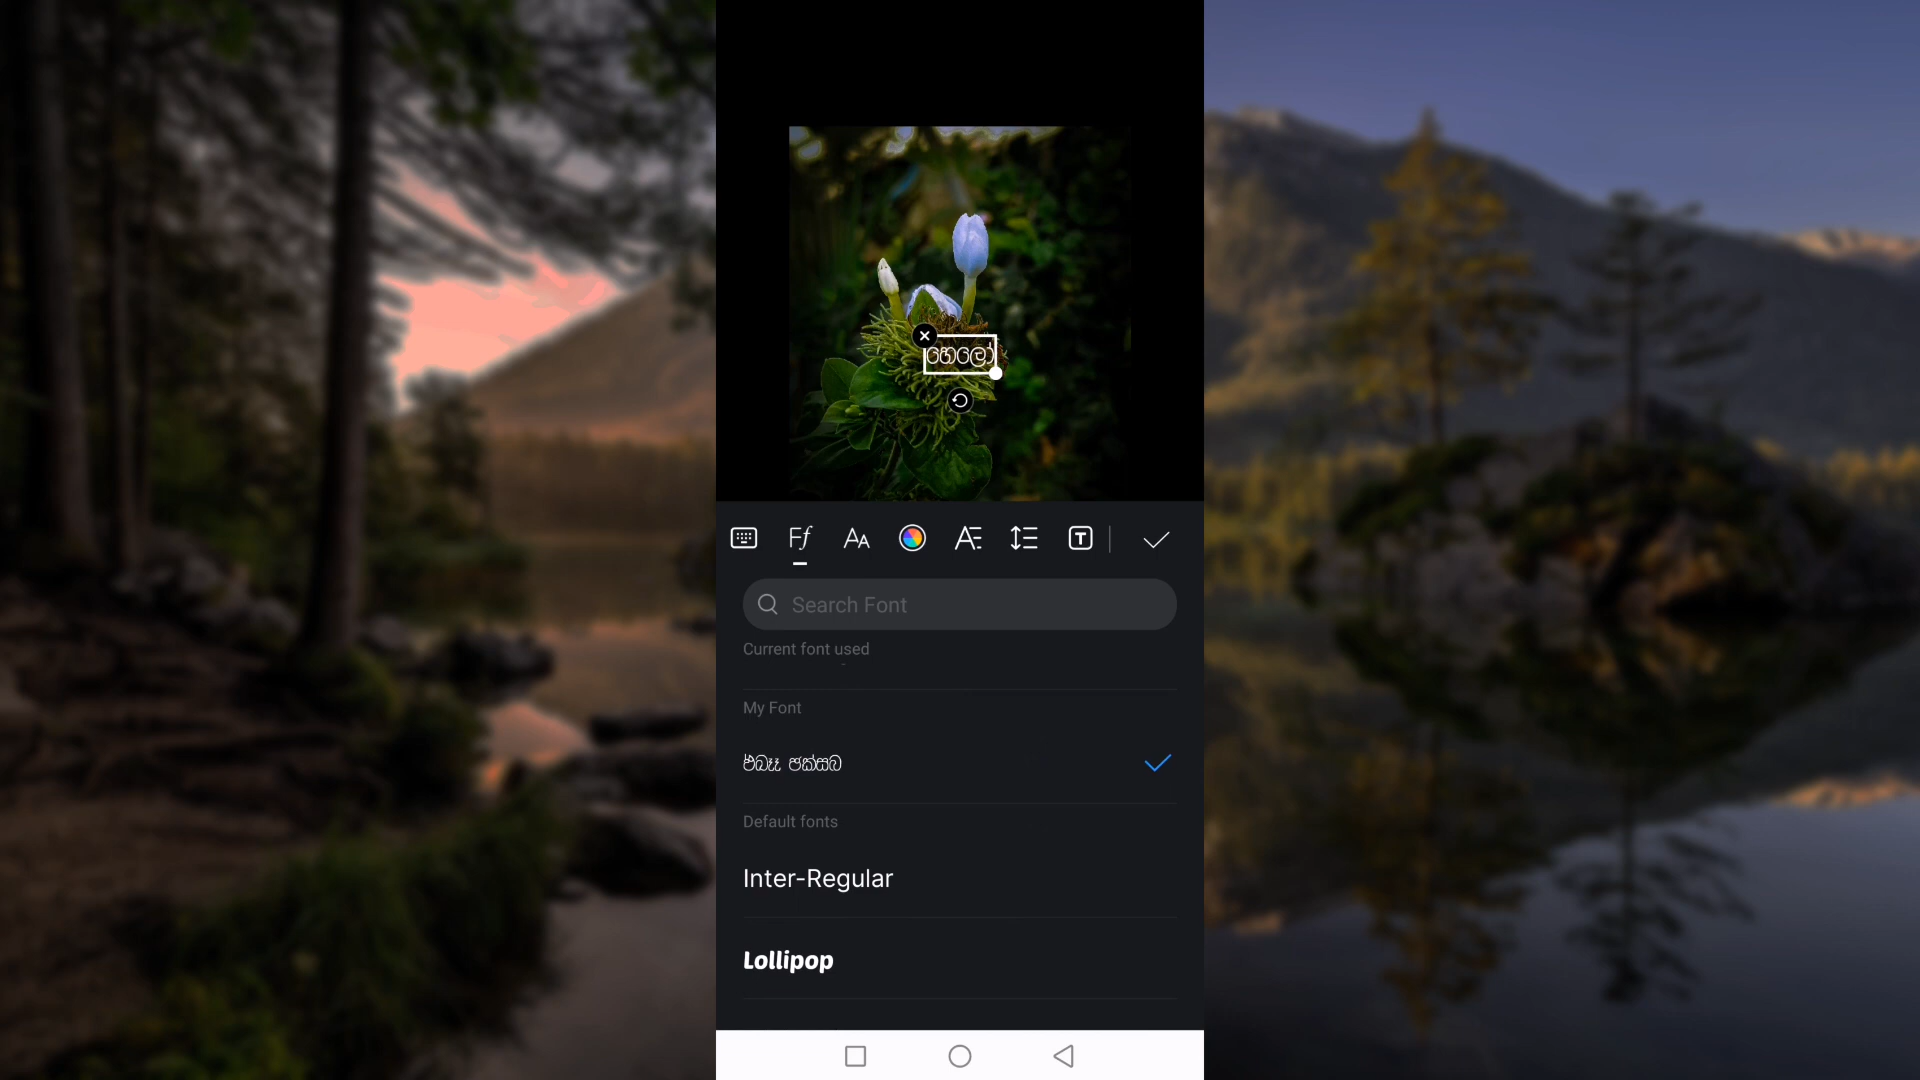 හෙලෝ
Search Font
Current font used
My Font
Default fonts
Inter-Regular
Lollipop